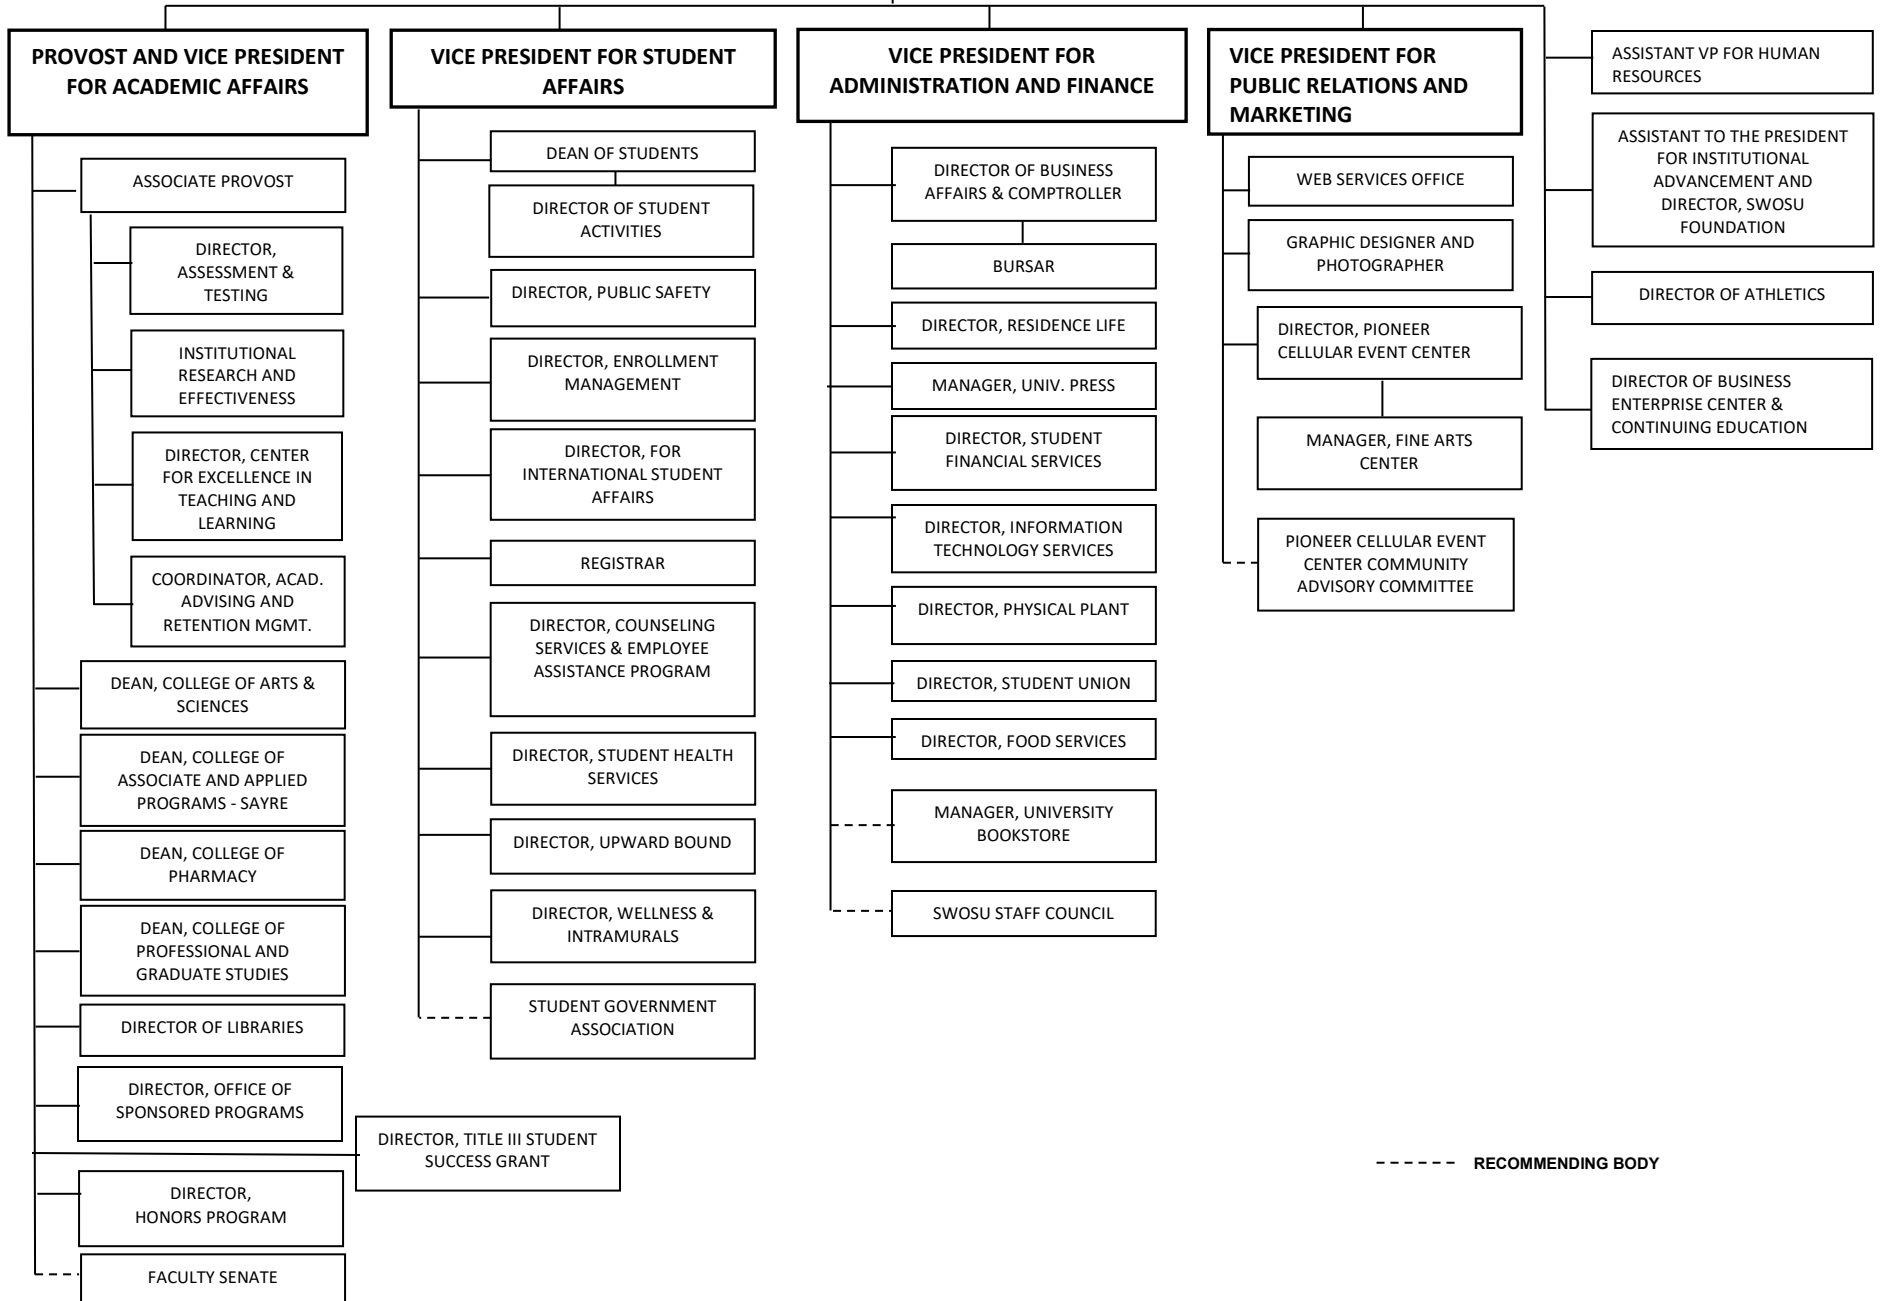 PROVOST AND VICE PRESIDENT
FOR ACADEMIC AFFAIRS
ASSOCIATE PROVOST
DIRECTOR,
ASSESSMENT &
TESTING
INSTITUTIONAL
RESEARCH AND
EFFECTIVENESS
DIRECTOR, CENTER
FOR EXCELLENCE IN
TEACHING AND
LEARNING
COORDINATOR, ACAD.
ADVISING AND
RETENTION MGMT.
DEAN, COLLEGE OF ARTS &
SCIENCES
DEAN, COLLEGE OF
ASSOCIATE AND APPLIED
PROGRAMS - SAYRE
DEAN, COLLEGE OF
PHARMACY
DEAN, COLLEGE OF
PROFESSIONAL AND
GRADUATE STUDIES
DIRECTOR OF LIBRARIES
DIRECTOR, OFFICE OF
SPONSORED PROGRAMS
DIRECTOR, TITLE III STUDENT
SUCCESS GRANT
DIRECTOR,
HONORS PROGRAM
FACULTY SENATE
VICE PRESIDENT FOR STUDENT
AFFAIRS
DEAN OF STUDENTS
DIRECTOR OF STUDENT
ACTIVITIES
DIRECTOR, PUBLIC SAFETY
DIRECTOR, ENROLLMENT
MANAGEMENT
DIRECTOR, FOR
INTERNATIONAL STUDENT
AFFAIRS
REGISTRAR
DIRECTOR, COUNSELING
SERVICES & EMPLOYEE
ASSISTANCE PROGRAM
DIRECTOR, STUDENT HEALTH
SERVICES
DIRECTOR, UPWARD BOUND
DIRECTOR, WELLNESS &
INTRAMURALS
STUDENT GOVERNMENT
ASSOCIATION
VICE PRESIDENT FOR
ADMINISTRATION AND FINANCE
DIRECTOR OF BUSINESS
AFFAIRS & COMPTROLLER
BURSAR
DIRECTOR, RESIDENCE LIFE
MANAGER, UNIV. PRESS
DIRECTOR, STUDENT
FINANCIAL SERVICES
DIRECTOR, INFORMATION
TECHNOLOGY SERVICES
DIRECTOR, PHYSICAL PLANT
DIRECTOR, STUDENT UNION
DIRECTOR, FOOD SERVICES
MANAGER, UNIVERSITY
BOOKSTORE
SWOSU STAFF COUNCIL
VICE PRESIDENT FOR
PUBLIC RELATIONS AND
MARKETING
WEB SERVICES OFFICE
GRAPHIC DESIGNER AND
PHOTOGRAPHER
DIRECTOR, PIONEER
CELLULAR EVENT CENTER
MANAGER, FINE ARTS
CENTER
PIONEER CELLULAR EVENT
CENTER COMMUNITY
ADVISORY COMMITTEE
ASSISTANT VP FOR HUMAN
RESOURCES
ASSISTANT TO THE PRESIDENT
FOR INSTITUTIONAL
ADVANCEMENT AND
DIRECTOR, SWOSU
FOUNDATION
DIRECTOR OF ATHLETICS
DIRECTOR OF BUSINESS
ENTERPRISE CENTER &
CONTINUING EDUCATION
RECOMMENDING BODY